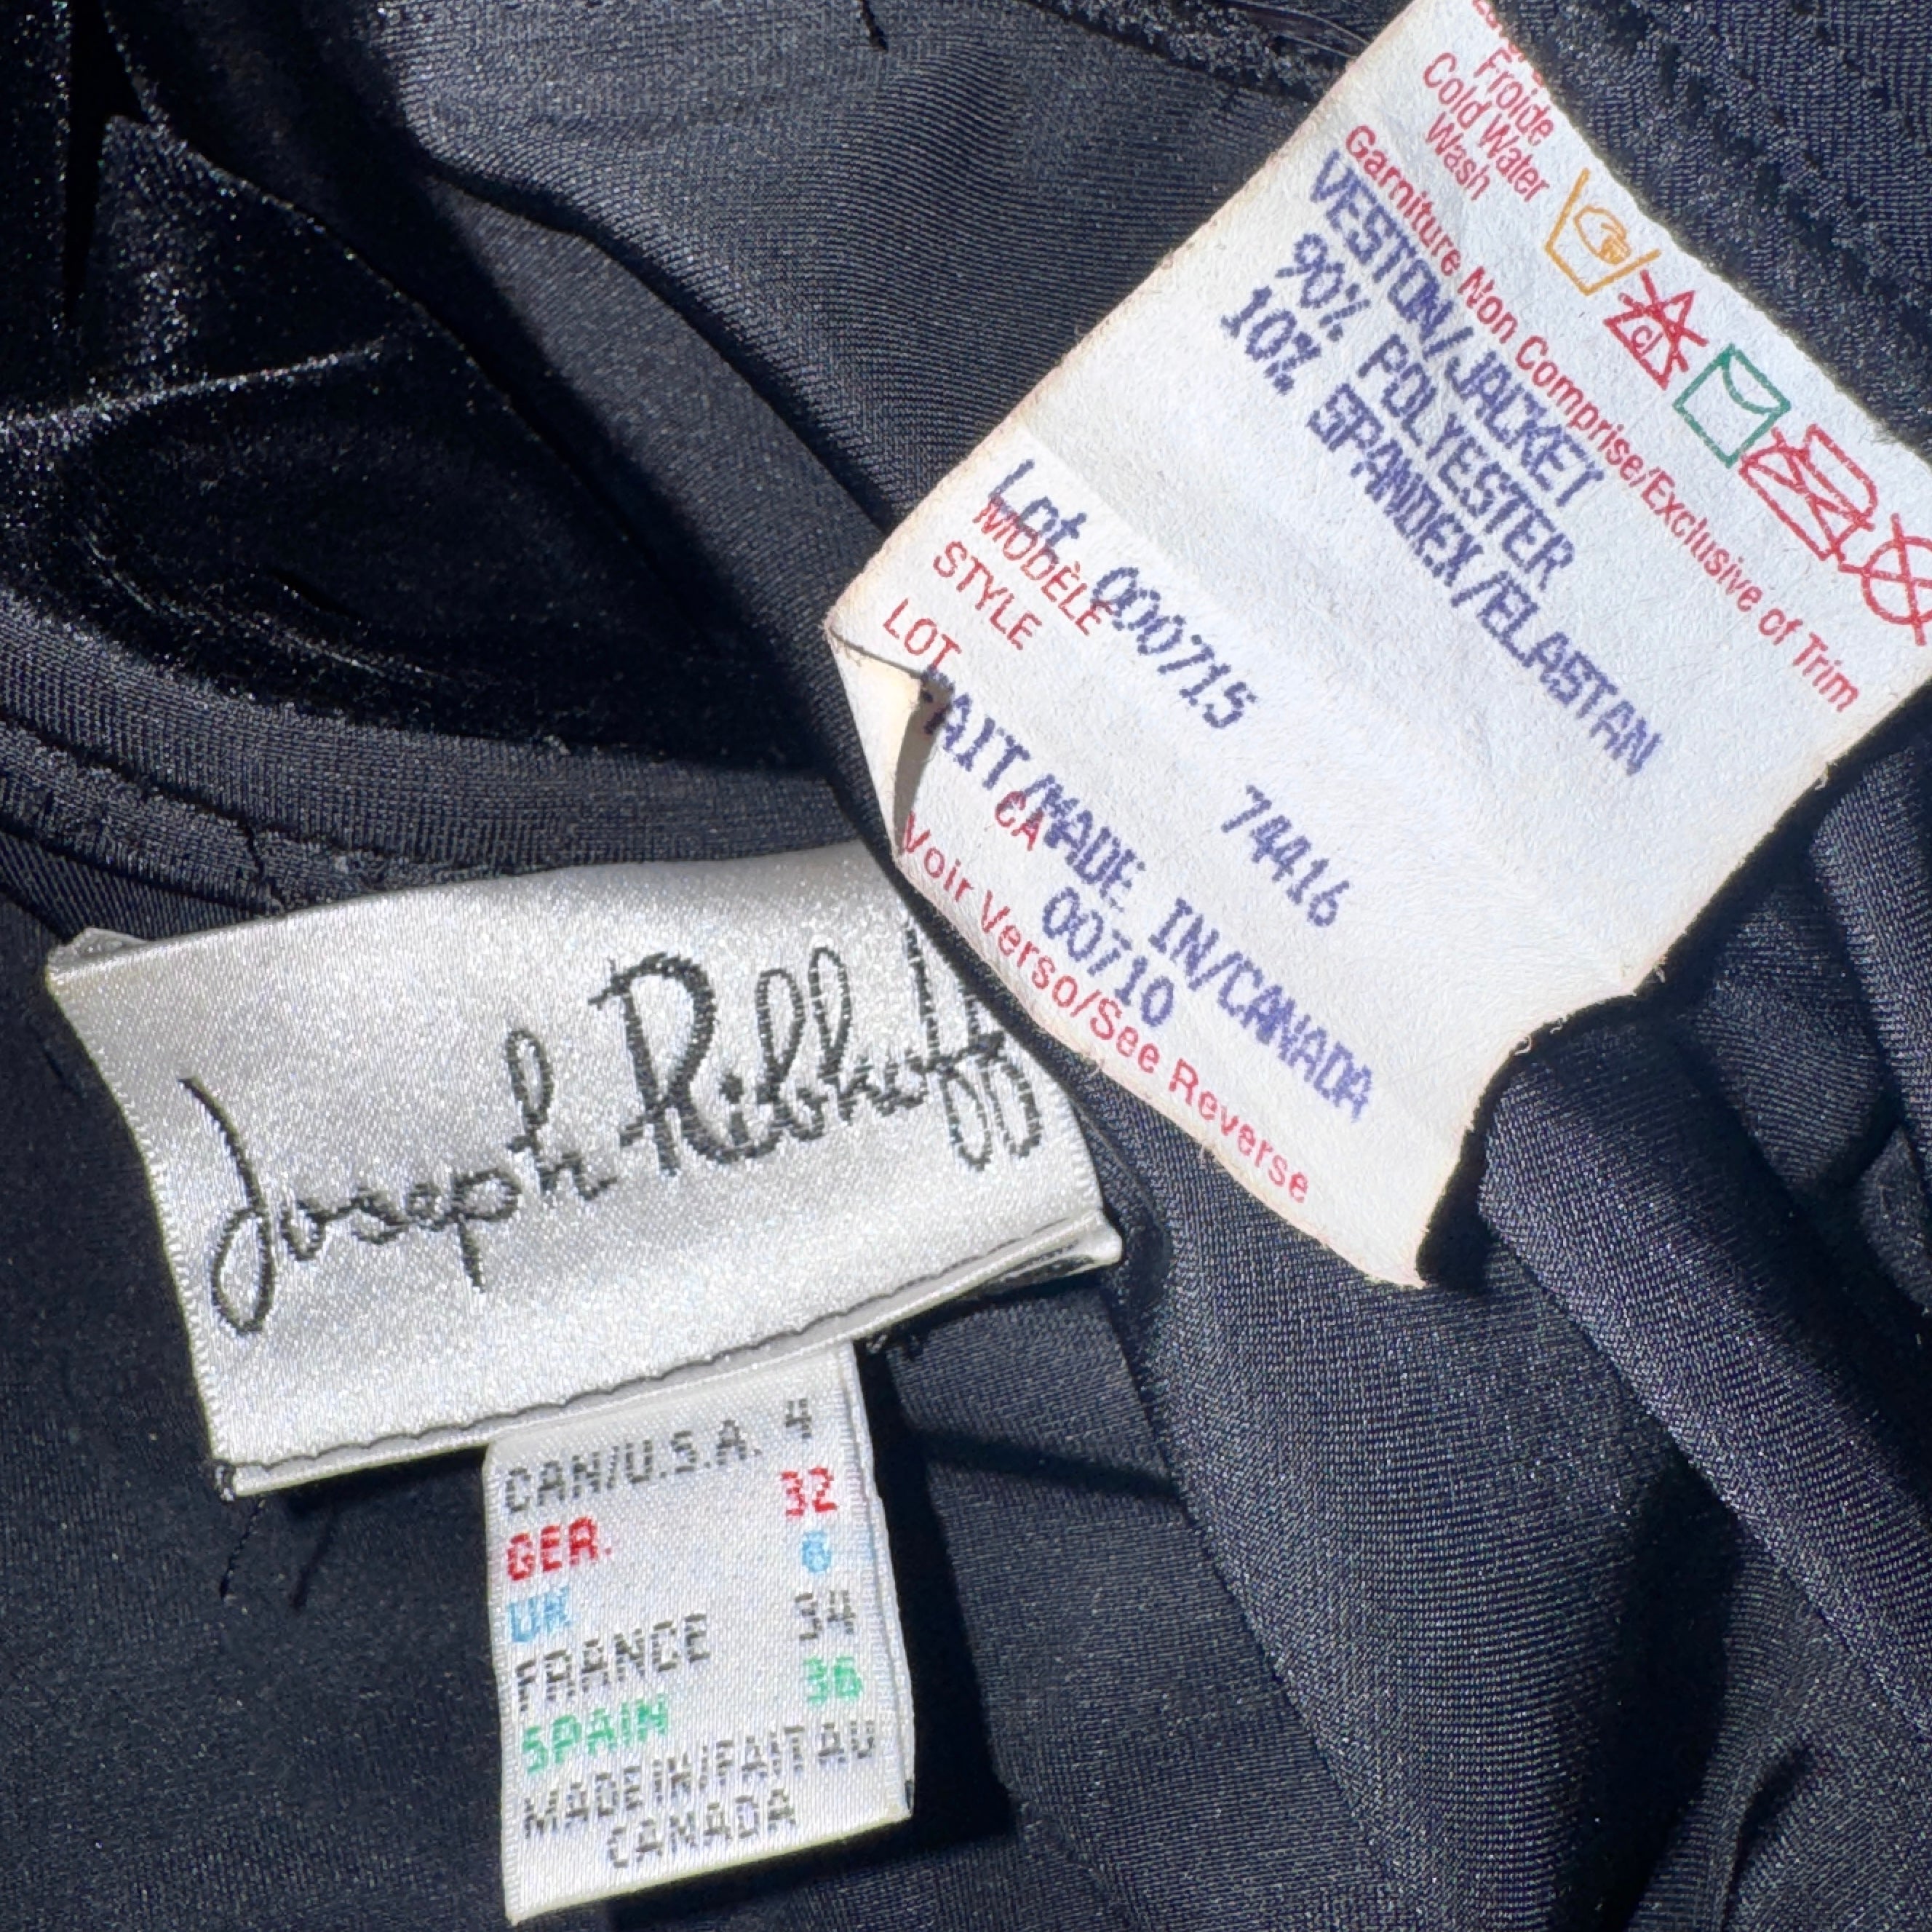 Froide
Cold Water
Wash
Garniture Non Comprise/Exclusive of Trim
VESTON/JACKET
90% POLYESTER
10% SPANDEX/ELASTAN
Lot 000715
MODÈLE
STYLE 74416
LOT
FAIT/MADE IN/CANADA
CA 00710
Voir Verso/See Reverse
cl
Joseph Ribkoff
CAN/U.S.A. 4
GER. 32
UK 6
FRANCE 34
SPAIN 36
MADE IN/FAIT AU
CANADA